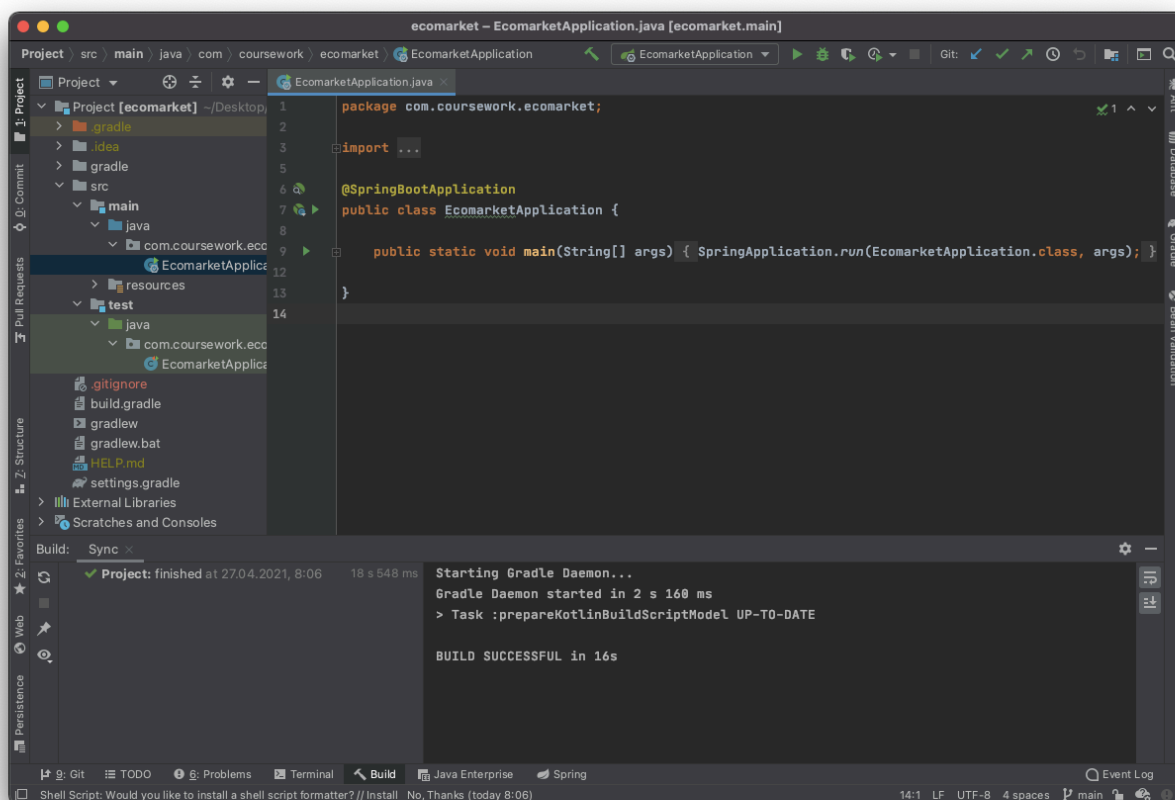 ecomarket – EcomarketApplication.java [ecomarket.main]
Project src main java com coursework ecomarket EcomarketApplication EcomarketApplication Git:
1: Project
0: Commit
Pull Requests
Z: Structure
2: Favorites
Web
Persistence
Project
Project [ecomarket] ~/Desktop/
.gradle
.idea
gradle
src
main
java
com.coursework.eco
EcomarketApplica
resources
test
java
com.coursework.eco
EcomarketApplica
.gitignore
build.gradle
gradlew
gradlew.bat
HELP.md
settings.gradle
External Libraries
Scratches and Consoles
EcomarketApplication.java
1 package com.coursework.ecomarket;
2
3 import ...
5
6 @SpringBootApplication
7 public class EcomarketApplication {
8
9 public static void main(String[] args) { SpringApplication.run(EcomarketApplication.class, args); }
12
13 }
14
1
Database
Gradle
Bean Validation
Build: Sync
Project: finished at 27.04.2021, 8:06 18 s 548 ms
Starting Gradle Daemon...
Gradle Daemon started in 2 s 160 ms
> Task :prepareKotlinBuildScriptModel UP-TO-DATE
BUILD SUCCESSFUL in 16s
9: Git TODO 6: Problems Terminal Build Java Enterprise Spring Event Log
Shell Script: Would you like to install a shell script formatter? // Install No, Thanks (today 8:06) 14:1 LF UTF-8 4 spaces main